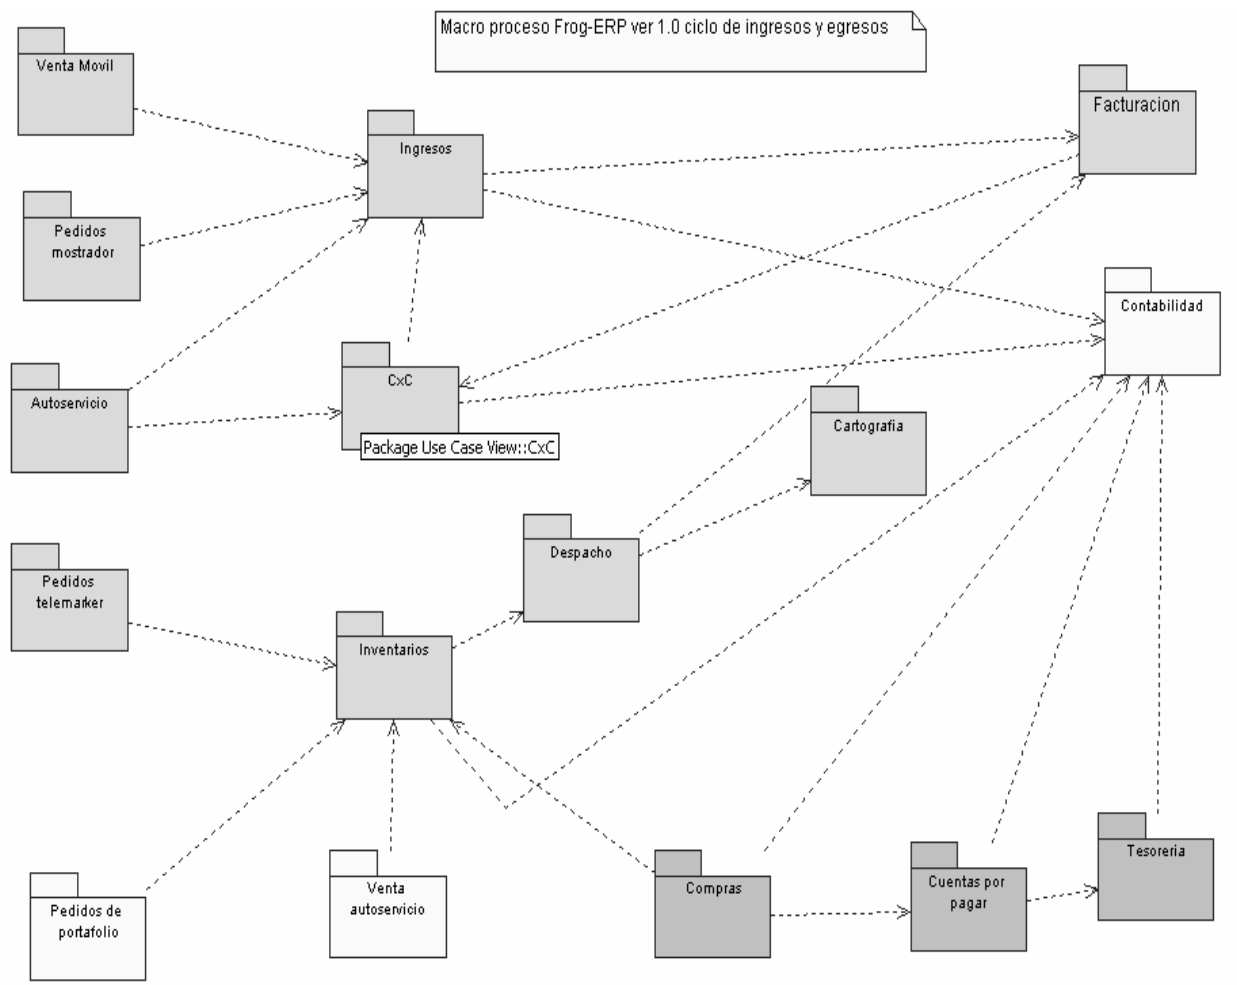 Macro proceso Frog-ERP ver 1.0 ciclo de ingresos y egresos
Venta Movil
Facturacion
Ingresos
Pedidos
mostrador
Contabilidad
CxC
Autoservicio
Cartografia
Package Use Case View::CxC
Despacho
Pedidos
telemarker
Inventarios
Tesoreria
Venta
autoservicio
Compras
Cuentas por
pagar
Pedidos de
portafolio